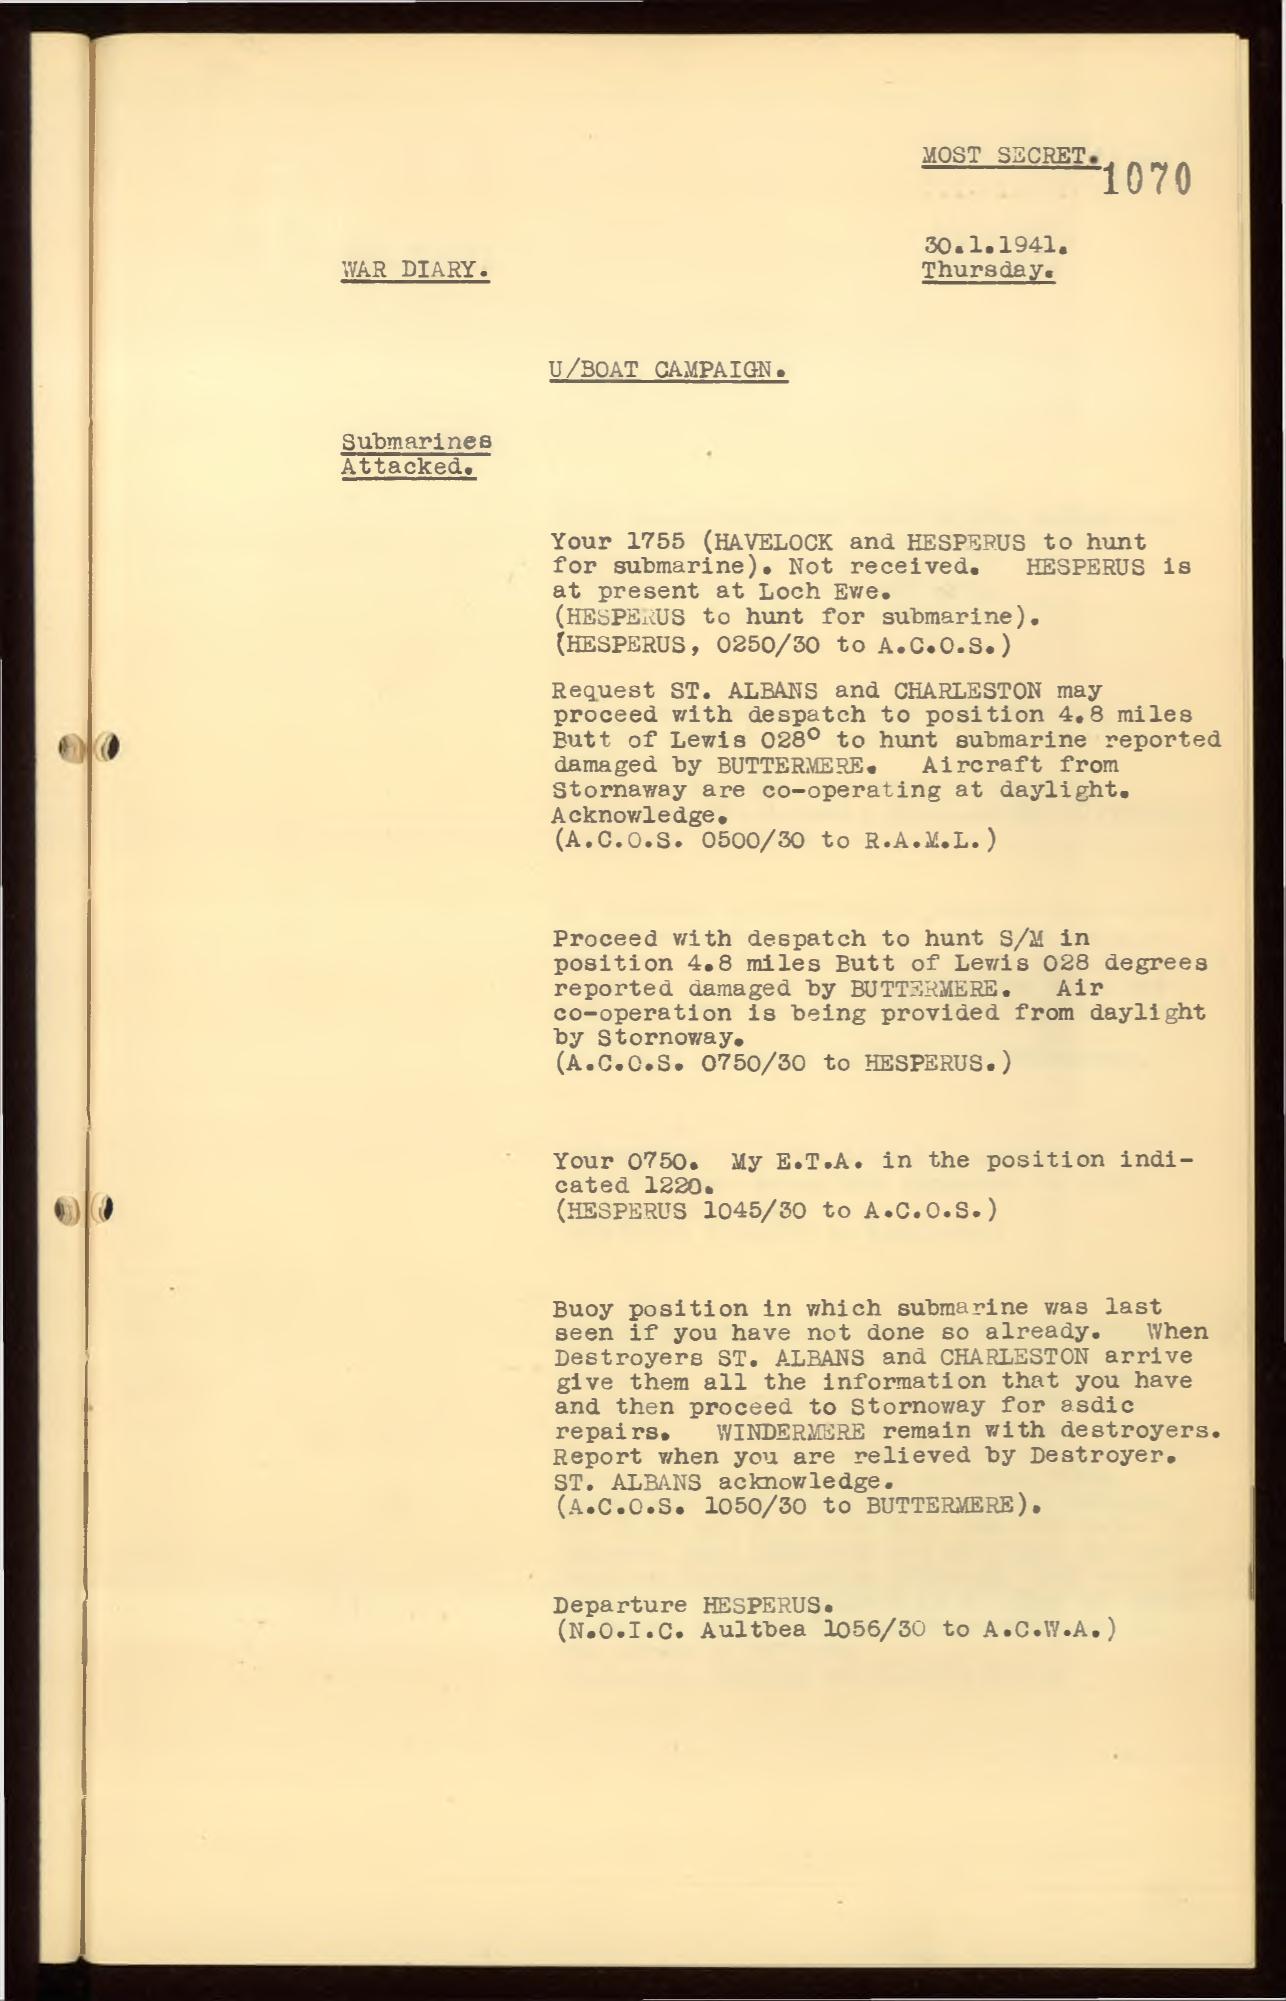 MOST SECRET.
1070
30.1.1941.
WAR DIARY.
Thursday.
U/BOAT CAMPAIGN.
Submarines
Attacked.
Your 1755 (HAVELOCK and HESPERUS to hunt
for submarine). Not received. HESPERUS is
at present at Loch Ewe.
(HESPERUS to hunt for submarine).
(HESPERUS, 0250/30 to A.C.O.S.)
Request ST. ALBANS and CHARLESTON may
proceed with despatch to position 4.8 miles
Butt of Lewis 028° to hunt submarine reported
damaged by BUTTERMERE. Aircraft from
Stornaway are co-operating at daylight.
Acknowledge.
(A.C.O.S. 0500/30 to R.A.M.L.)
Proceed with despatch to hunt S/M in
position 4.8 miles Butt of Lewis 028 degrees
reported damaged by BUTTERMERE. Air
co-operation is being provided from daylight
by Stornoway.
(A.C.O.S. 0750/30 to HESPERUS.)
Your 0750. My E.T.A. in the position indi-
cated 1220.
(HESPERUS 1045/30 to A.C.O.S.)
Buoy position in which submarine was last
seen if you have not done so already. When
Destroyers ST. ALBANS and CHARLESTON arrive
give them all the information that you have
and then proceed to Stornoway for asdic
repairs. WINDERMERE remain with destroyers.
Report when you are relieved by Destroyer.
ST. ALBANS acknowledge.
(A.C.O.S. 1050/30 to BUTTERMERE).
Departure HESPERUS.
(N.O.I.C. Aultbea 1056/30 to A.C.W.A.)